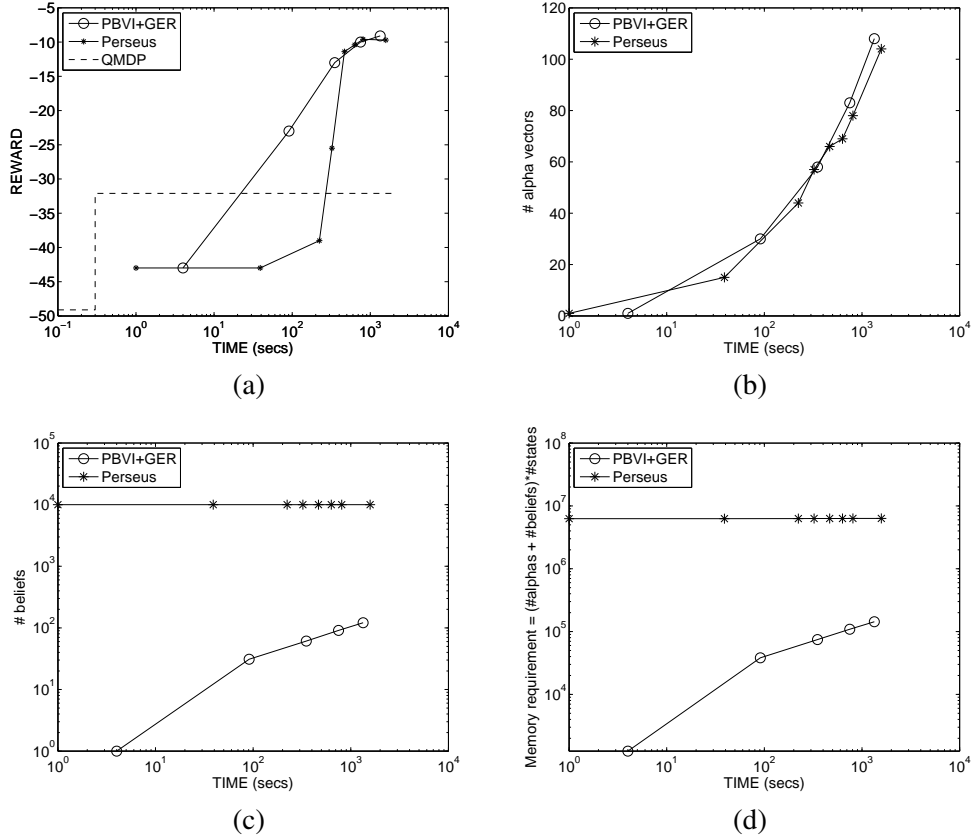 −5
−10
−15
−20
−25
−30
−35
−40
−45
−50
REWARD
PBVI+GER
Perseus
QMDP
10^-1
10^0
10^1
10^2
10^3
10^4
TIME (secs)
(a)
120
100
80
60
40
20
0
# alpha vectors
PBVI+GER
Perseus
10^0
10^1
10^2
10^3
10^4
TIME (secs)
(b)
10^5
10^4
10^3
10^2
10^1
10^0
# beliefs
PBVI+GER
Perseus
10^0
10^1
10^2
10^3
10^4
TIME (secs)
(c)
10^8
10^7
10^6
10^5
10^4
Memory requirement = (#alphas + #beliefs)*#states
PBVI+GER
Perseus
10^0
10^1
10^2
10^3
10^4
TIME (secs)
(d)